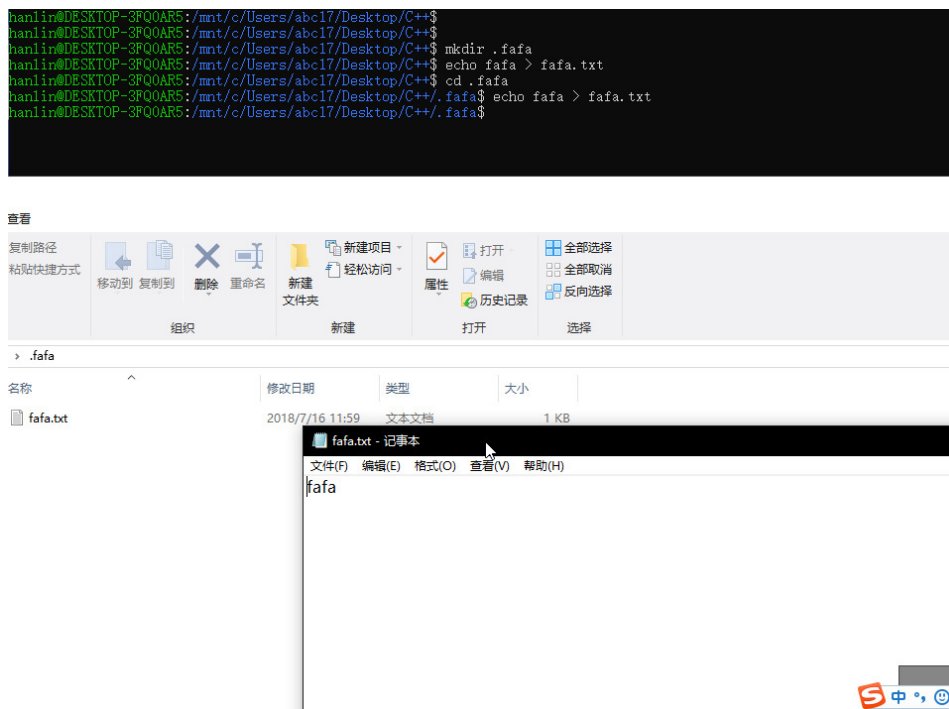 hanlin@DESKTOP-3FQ0AR5:/mnt/c/Users/abc17/Desktop/C++$
hanlin@DESKTOP-3FQ0AR5:/mnt/c/Users/abc17/Desktop/C++$
hanlin@DESKTOP-3FQ0AR5:/mnt/c/Users/abc17/Desktop/C++$ mkdir .fafa
hanlin@DESKTOP-3FQ0AR5:/mnt/c/Users/abc17/Desktop/C++$ echo fafa > fafa.txt
hanlin@DESKTOP-3FQ0AR5:/mnt/c/Users/abc17/Desktop/C++$ cd .fafa
hanlin@DESKTOP-3FQ0AR5:/mnt/c/Users/abc17/Desktop/C++/.fafa$ echo fafa > fafa.txt
hanlin@DESKTOP-3FQ0AR5:/mnt/c/Users/abc17/Desktop/C++/.fafa$
查看
复制路径
粘贴快捷方式
移动到 复制到 删除 重命名
组织
新建
文件夹
新建项目
轻松访问
新建
属性
打开
编辑
历史记录
打开
全部选择
全部取消
反向选择
选择
› .fafa
名称 修改日期 类型 大小
fafa.txt 2018/7/16 11:59 文本文档 1 KB
fafa.txt - 记事本
文件(F) 编辑(E) 格式(O) 查看(V) 帮助(H)
fafa
S 中 °,